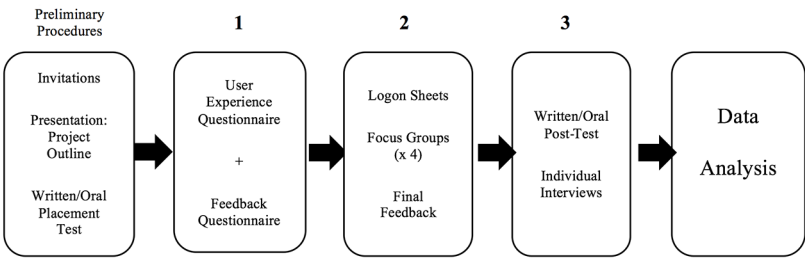 Preliminary
Procedures
Invitations
Presentation:
Project
Outline
Written/Oral
Placement
Test
1
User
Experience
Questionnaire
+
Feedback
Questionnaire
2
Logon Sheets
Focus Groups
(x 4)
Final
Feedback
3
Written/Oral
Post-Test
Individual
Interviews
Data
Analysis